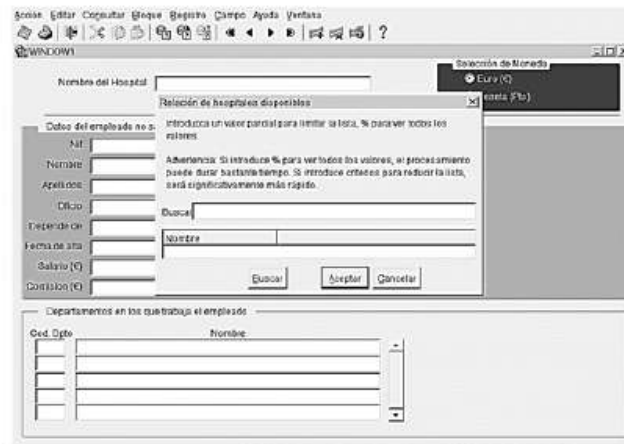 Acción Editar Consultar Bloque Registro Campo Ayuda Ventana
WINDOW1
Selección de Moneda
Nombre del Hospital
Euro (€)
Peseta (Pts)
Relación de hospitales disponibles
Introduzca un valor parcial para limitar la lista, % para ver todos los
valores.
Advertencia: Si introduce % para ver todos los valores, el procesamiento
puede durar bastante tiempo. Si introduce criterios para reducir la lista,
será significativamente más rápido.
Datos del empleado no sa
Nif
Nombre
Apellidos
Oficio
Depende de
Fecha de alta
Salario (€)
Comisión (€)
Buscar
Nombre
Buscar Aceptar Cancelar
Departamentos en los que trabaja el empleado
Cod. Dpto Nombre